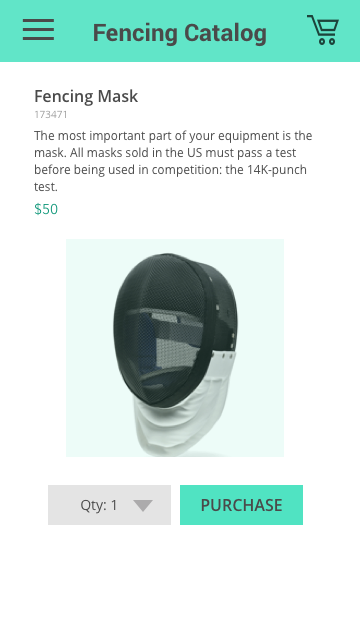 Fencing Catalog
Fencing Mask
173471
The most important part of your equipment is the
mask. All masks sold in the US must pass a test
before being used in competition: the 14K-punch
test.
$50
Qty: 1
PURCHASE